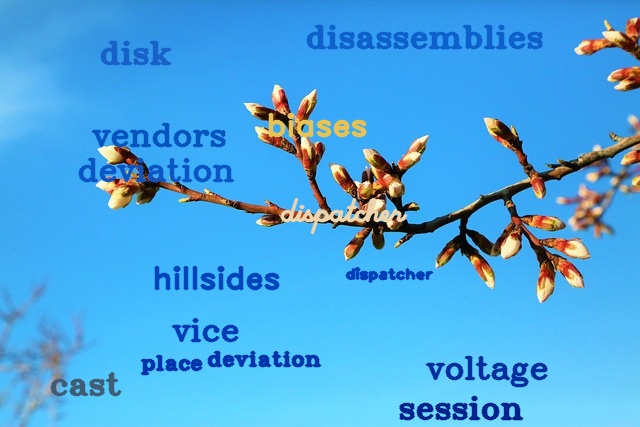 disassemblies
disk
biases
vendors
deviation
dispatcher
dispatcher
hillsides
vice
place deviation
voltage
cast
session